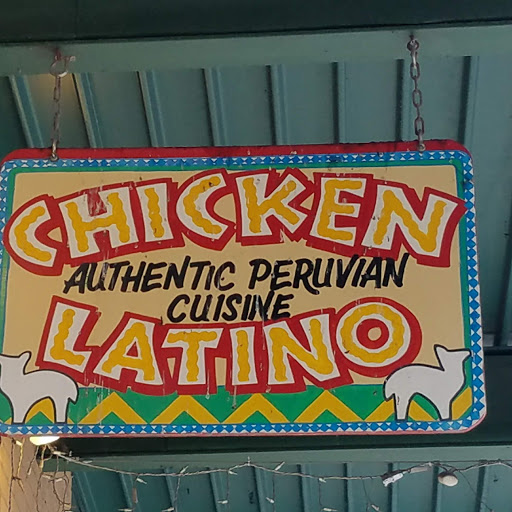 CHICKEN
AUTHENTIC PERUVIAN
CUISINE
LATINO